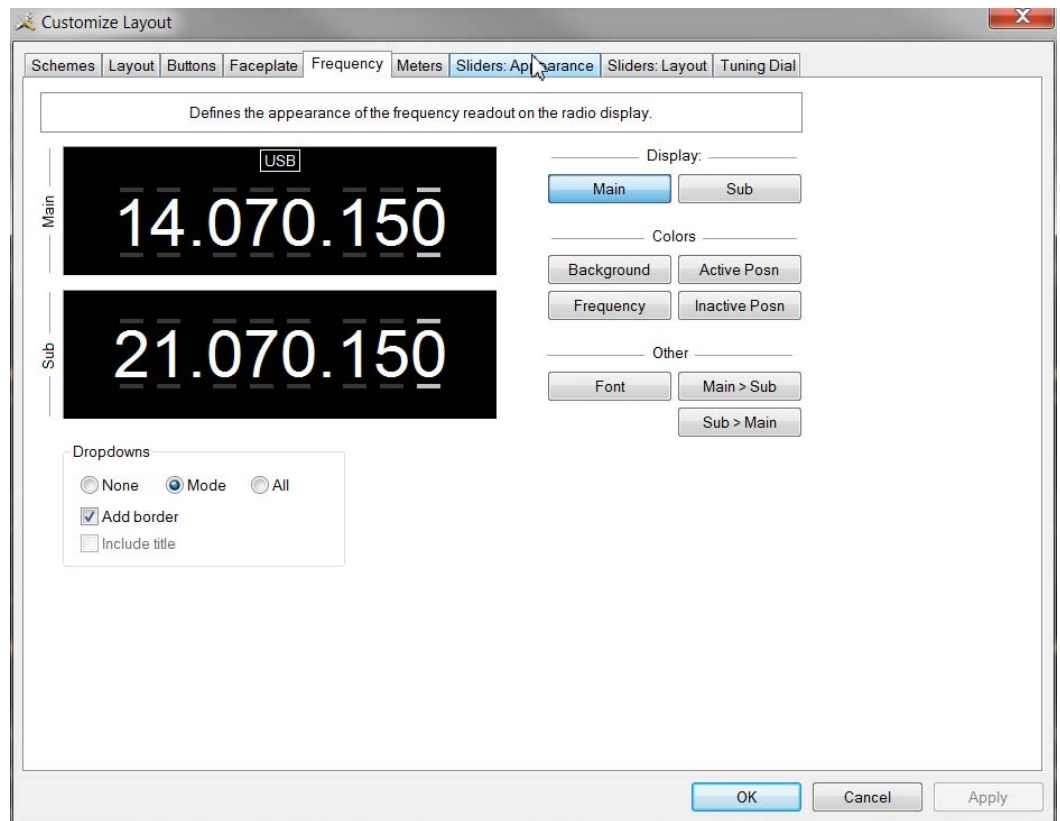 Customize Layout
X
Schemes Layout Buttons Faceplate Frequency Meters Sliders: Appearance Sliders: Layout Tuning Dial
Defines the appearance of the frequency readout on the radio display.
Main
USB
14.070.150
Sub
21.070.150
Display:
Main Sub
Colors
Background Active Posn
Frequency Inactive Posn
Other
Font Main > Sub
Sub > Main
Dropdowns
None Mode All
Add border
Include title
OK Cancel Apply